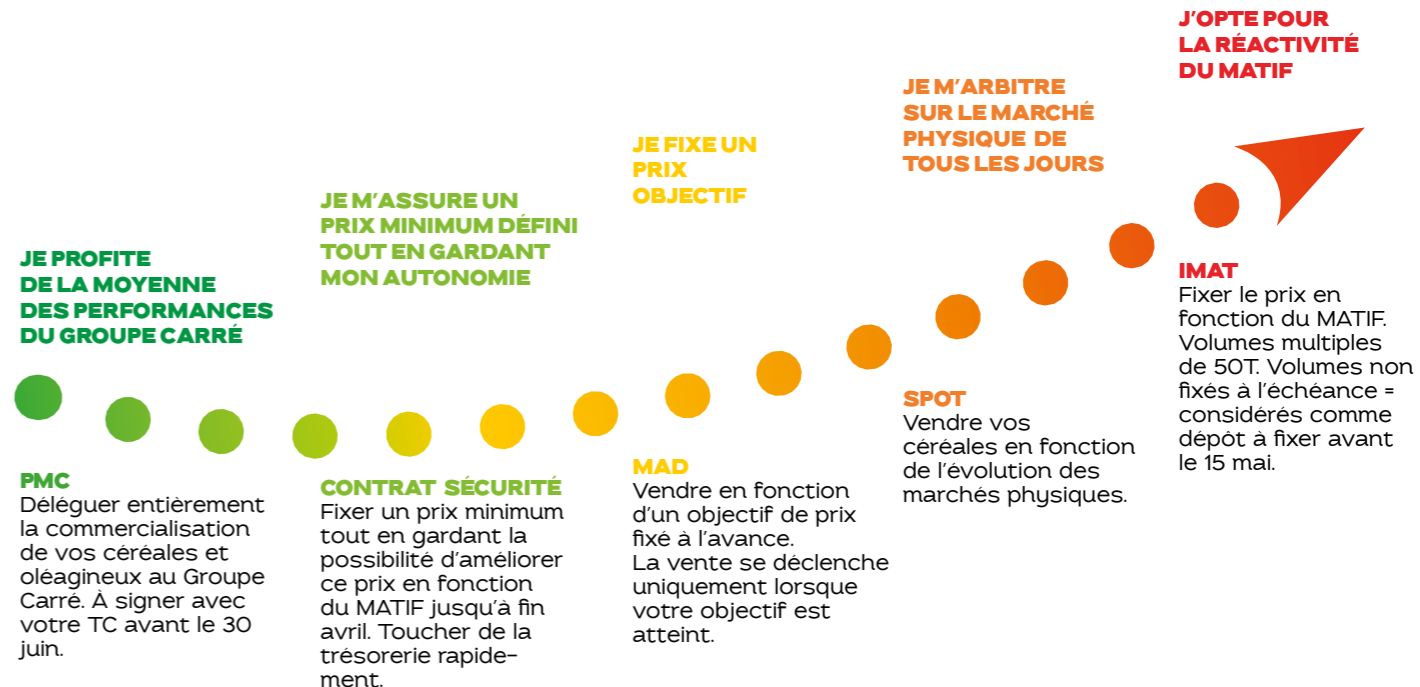 JE PROFITE
DE LA MOYENNE
DES PERFORMANCES
DU GROUPE CARRÉ
PMC
Déléguer entièrement
la commercialisation
de vos céréales et
oléagineux au Groupe
Carré. À signer avec
votre TC avant le 30
juin.
JE M'ASSURE UN
PRIX MINIMUM DÉFINI
TOUT EN GARDANT
MON AUTONOMIE
CONTRAT SÉCURITÉ
Fixer un prix minimum
tout en gardant la
possibilité d'améliorer
ce prix en fonction
du MATIF jusqu'à fin
avril. Toucher de la
trésorerie rapide-
ment.
JE FIXE UN
PRIX
OBJECTIF
MAD
Vendre en fonction
d'un objectif de prix
fixé à l'avance.
La vente se déclenche
uniquement lorsque
votre objectif est
atteint.
JE M'ARBITRE
SUR LE MARCHÉ
PHYSIQUE DE
TOUS LES JOURS
SPOT
Vendre vos
céréales en fonction
de l'évolution des
marchés physiques.
J'OPTE POUR
LA RÉACTIVITÉ
DU MATIF
IMAT
Fixer le prix en
fonction du MATIF.
Volumes multiples
de 50T. Volumes non
fixés à l'échéance =
considérés comme
dépôt à fixer avant
le 15 mai.